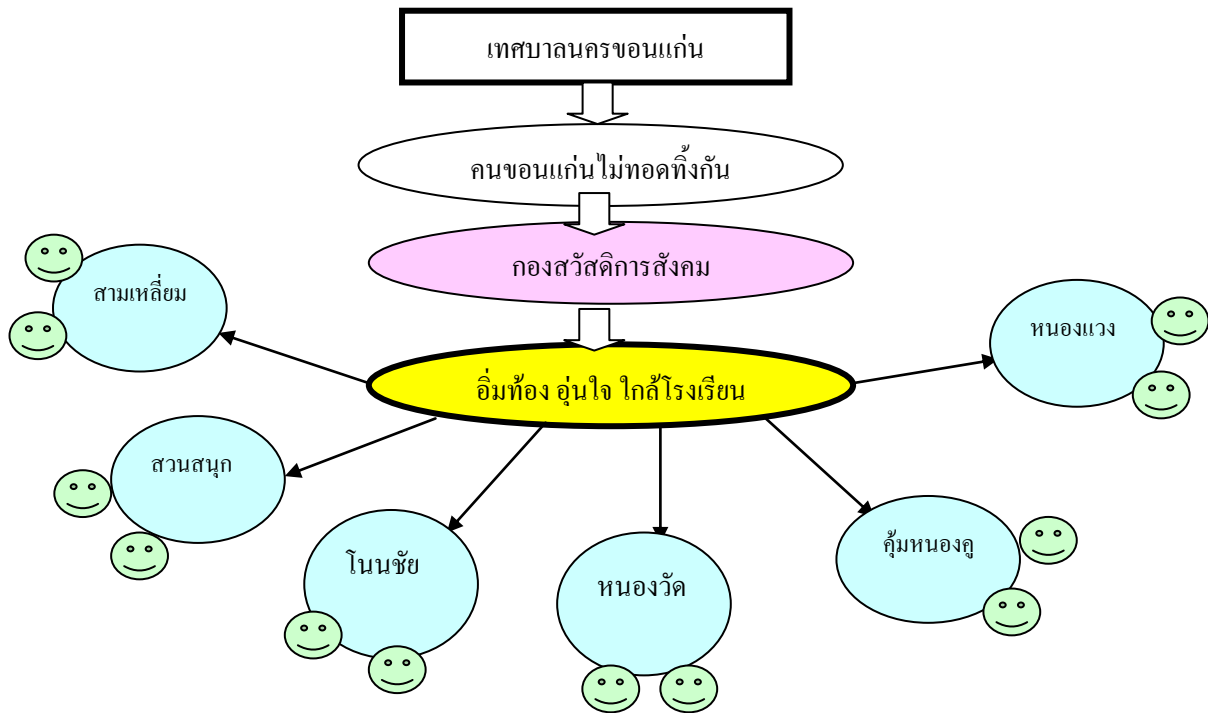 เทศบาลนครขอนแก่น
คนขอนแก่นไม่ทอดทิ้งกัน
กองสวัสดิการสังคม
สามเหลี่ยม
หนองแวง
อิ่มท้อง อุ่นใจ ใกล้โรงเรียน
สวนสนุก
คุ้มหนองคู
โนนชัย
หนองวัด